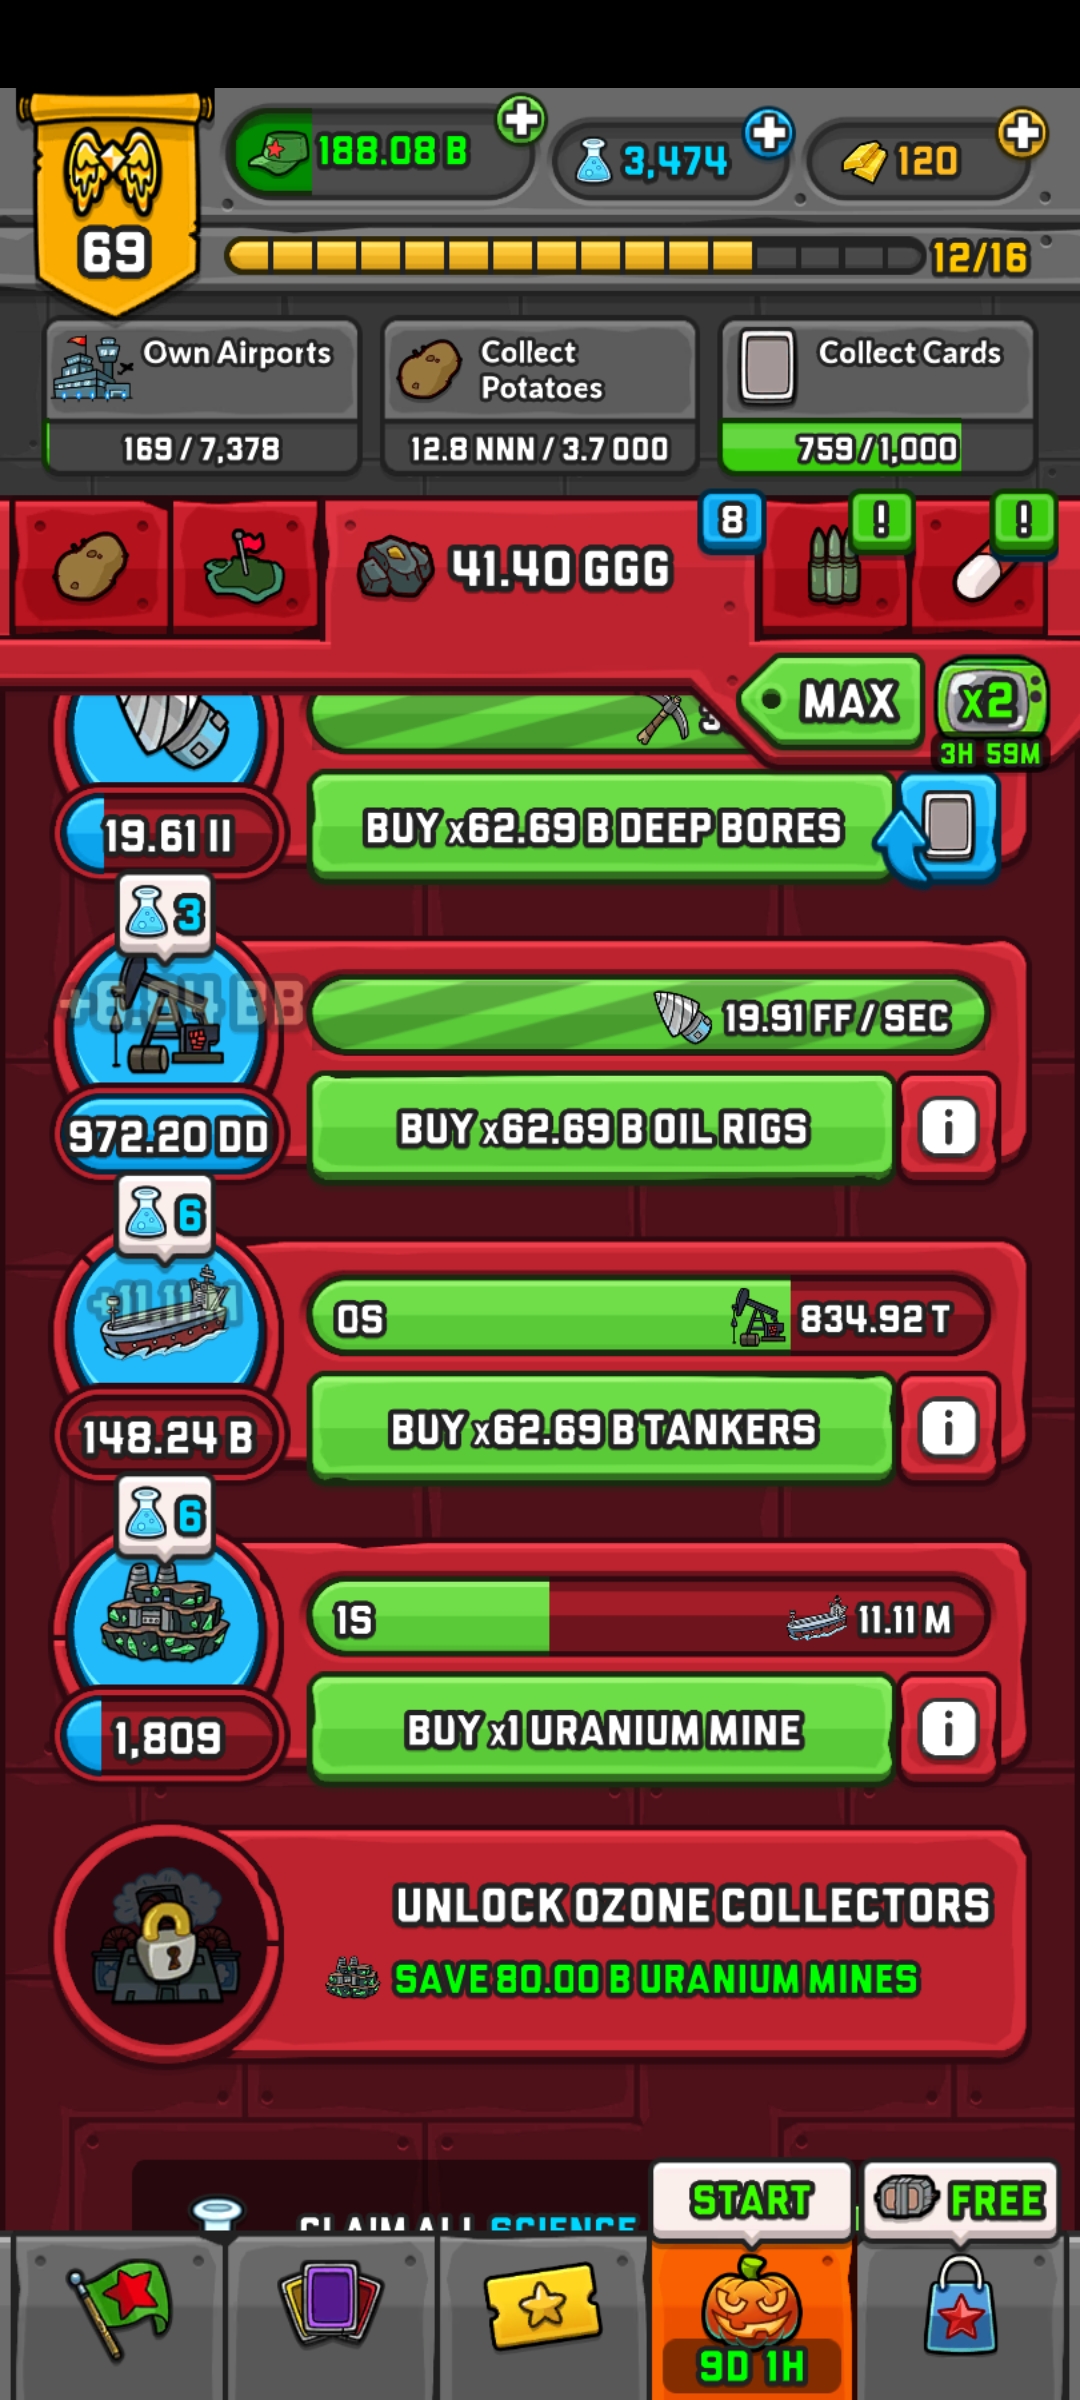 188.08 B
3,474
120
69
12/16
Own Airports
169 / 7,378
Collect
Potatoes
12.8 NNN / 3.7 OOO
Collect Cards
759 / 1,000
41.40 GGG
8
!
!
MAX
x2
3H 59M
19.61 II
BUY x62.69 B DEEP BORES
3
19.91 FF / SEC
972.20 DD
BUY x62.69 B OIL RIGS
i
6
0S
834.92 T
148.24 B
BUY x62.69 B TANKERS
i
6
1S
11.11 M
1,809
BUY x1 URANIUM MINE
i
UNLOCK OZONE COLLECTORS
SAVE 80.00 B URANIUM MINES
CLAIM ALL SCIENCE
START
FREE
9D 1H